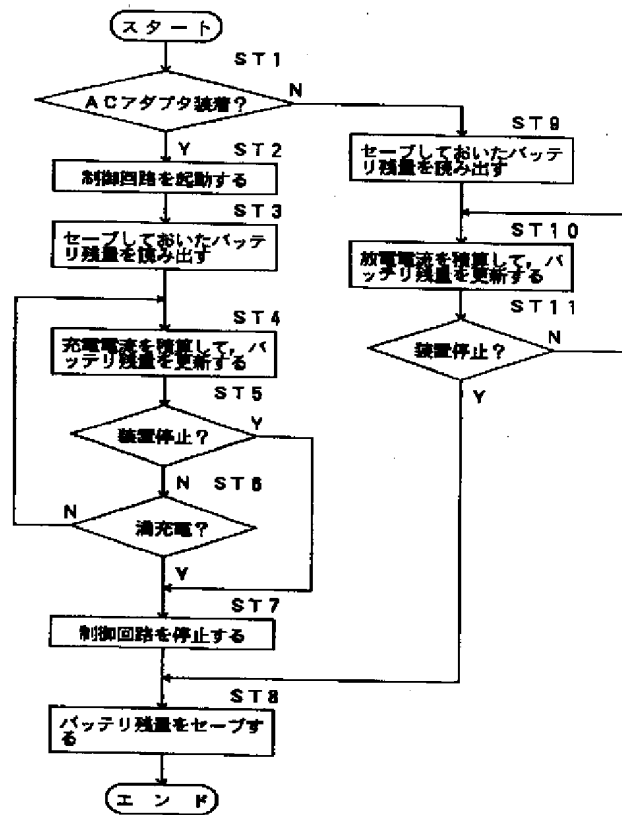 スタート
ST1
ACアダプタ装着?
N
Y
ST2
制御回路を起動する
ST3
セーブしておいたバッテ
リ残量を読み出す
ST4
充電電流を積算して,バ
ッテリ残量を更新する
ST5
装置停止?
Y
N
ST6
満充電?
N
Y
ST7
制御回路を停止する
ST8
バッテリ残量をセーブす
る
エンド
ST9
セーブしておいたバッテ
リ残量を読み出す
ST10
放電電流を積算して,バ
ッテリ残量を更新する
ST11
装置停止?
N
Y